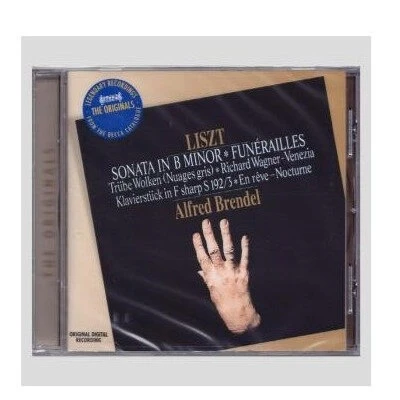 LEGENDARY RECORDINGS
THE ORIGINALS
FROM THE DECCA CATALOGUE
LISZT
SONATA IN B MINOR * FUNÉRAILLES
Trübe Wolken (Nuages gris) * Richard Wagner–Venezia
Klavierstück in F sharp S 192/3 * En rêve – Nocturne
Alfred Brendel
THE ORIGINALS
ORIGINAL DIGITAL
RECORDING